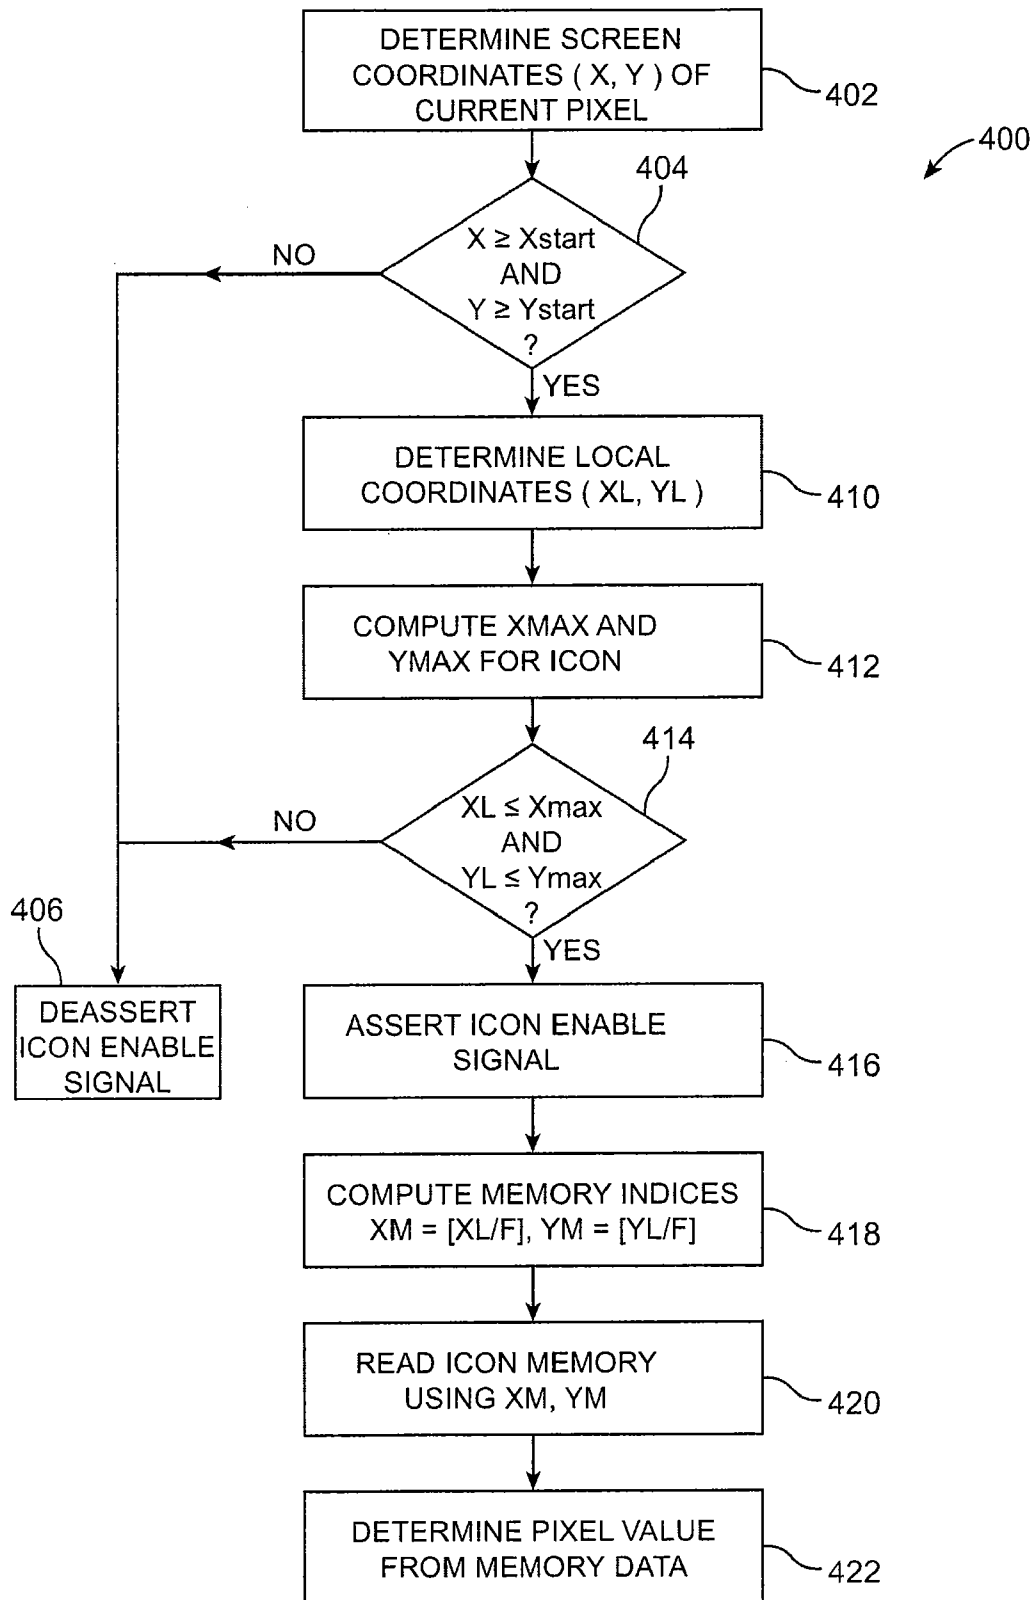 DETERMINE SCREEN
COORDINATES ( X, Y ) OF
CURRENT PIXEL
402
400
404
X ≥ Xstart
AND
Y ≥ Ystart
?
NO
YES
DETERMINE LOCAL
COORDINATES ( XL, YL )
410
COMPUTE XMAX AND
YMAX FOR ICON
412
414
XL ≤ Xmax
AND
YL ≤ Ymax
?
NO
YES
406
DEASSERT
ICON ENABLE
SIGNAL
ASSERT ICON ENABLE
SIGNAL
416
COMPUTE MEMORY INDICES
XM = [XL/F], YM = [YL/F]
418
READ ICON MEMORY
USING XM, YM
420
DETERMINE PIXEL VALUE
FROM MEMORY DATA
422